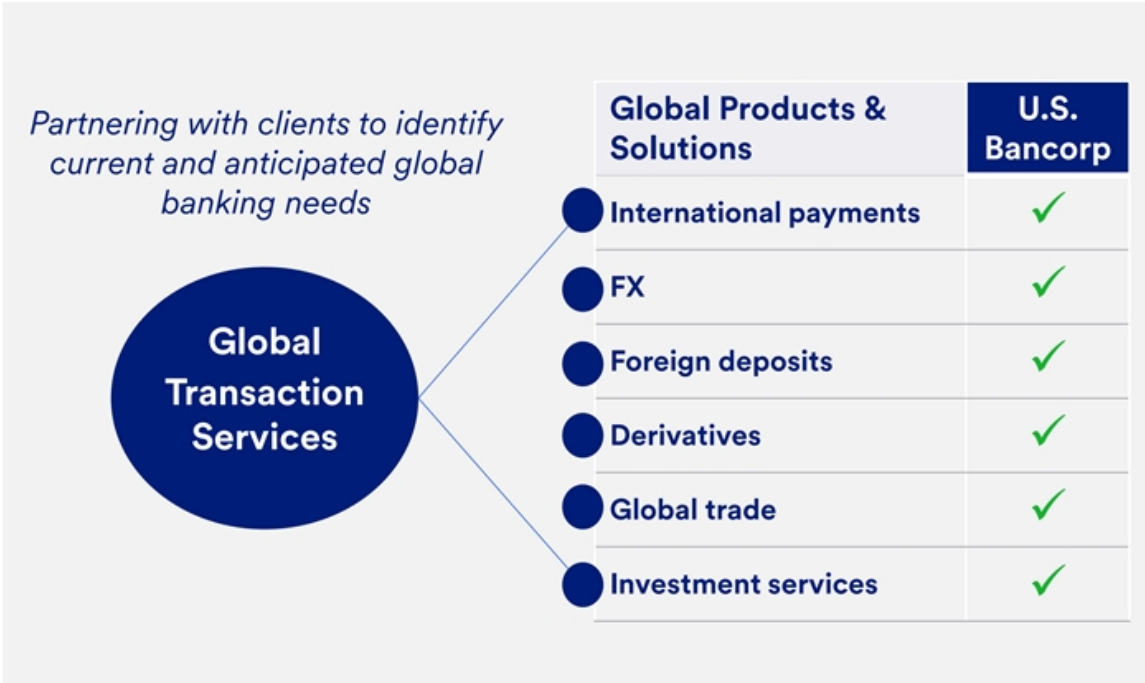 Partnering with clients to identify
current and anticipated global
banking needs
Global
Transaction
Services
Global Products &
Solutions
U.S.
Bancorp
International payments
✓
FX
✓
Foreign deposits
✓
Derivatives
✓
Global trade
✓
Investment services
✓